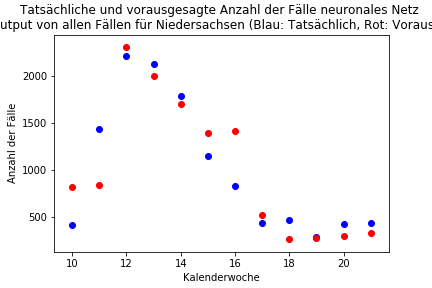 Tatsächliche und vorausgesagte Anzahl der Fälle neuronales Netz
utput von allen Fällen für Niedersachsen (Blau: Tatsächlich, Rot: Voraus
Anzahl der Fälle
2000
1500
1000
500
10 12 14 16 18 20
Kalenderwoche